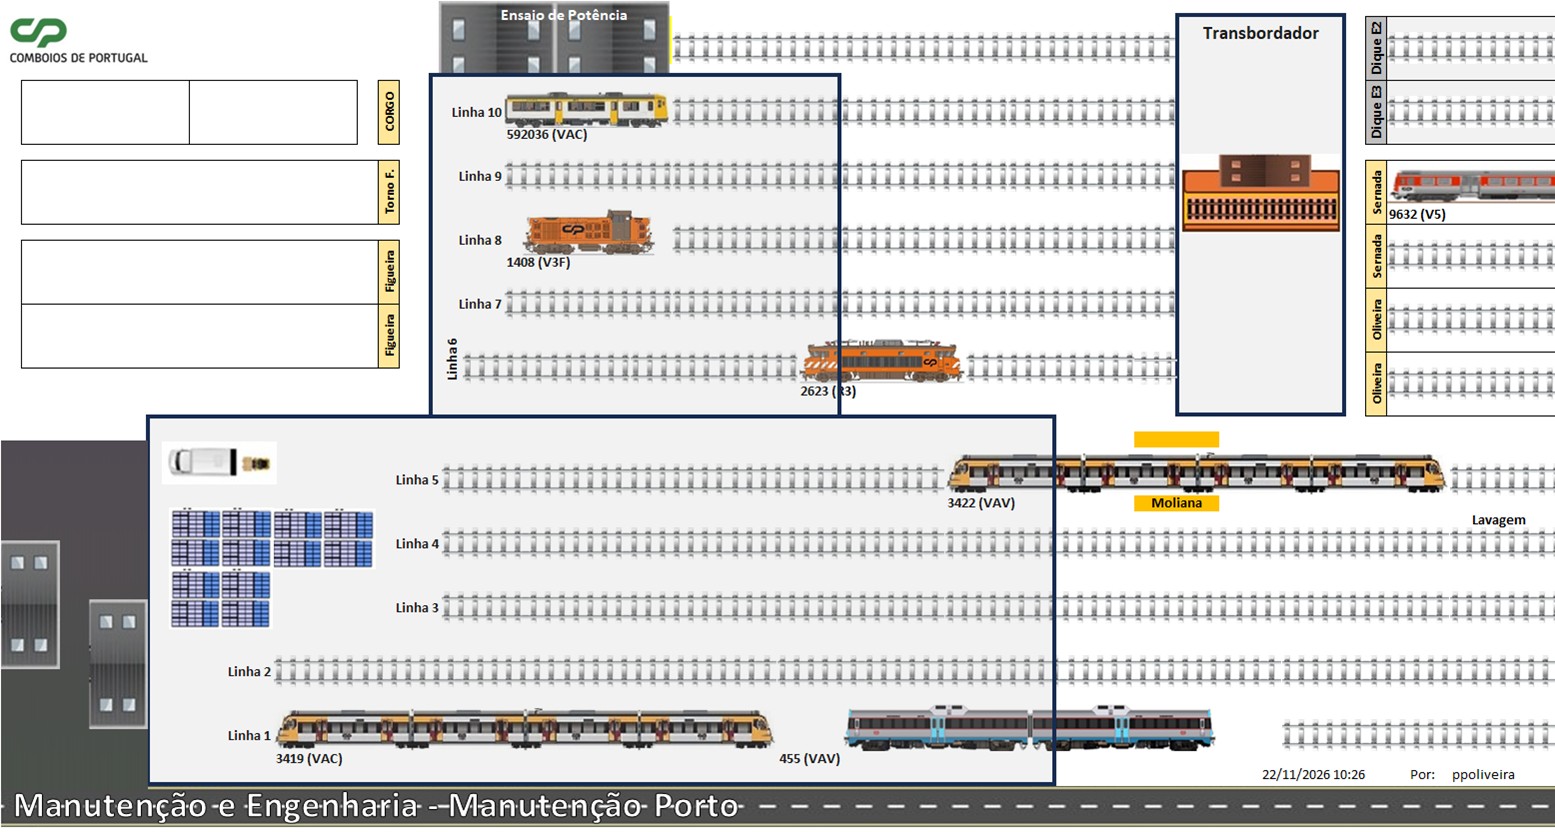 Ensaio de Potência
Transbordador
Dique E2
COMBOIOS DE PORTUGAL
CORGO
Linha 10
592036 (VAC)
Dique E3
Torno F.
Linha 9
Sernada
9632 (V5)
Linha 8
1408 (V3F)
Figueira
Sernada
Linha 7
Figueira
Oliveira
Linha 6
2623 (R3)
Oliveira
Linha 5
3422 (VAV)
Moliana
Lavagem
Linha 4
Linha 3
Linha 2
Linha 1
3419 (VAC)
455 (VAV)
22/11/2026 10:26 Por: ppoliveira
Manutenção e Engenharia - Manutenção Porto